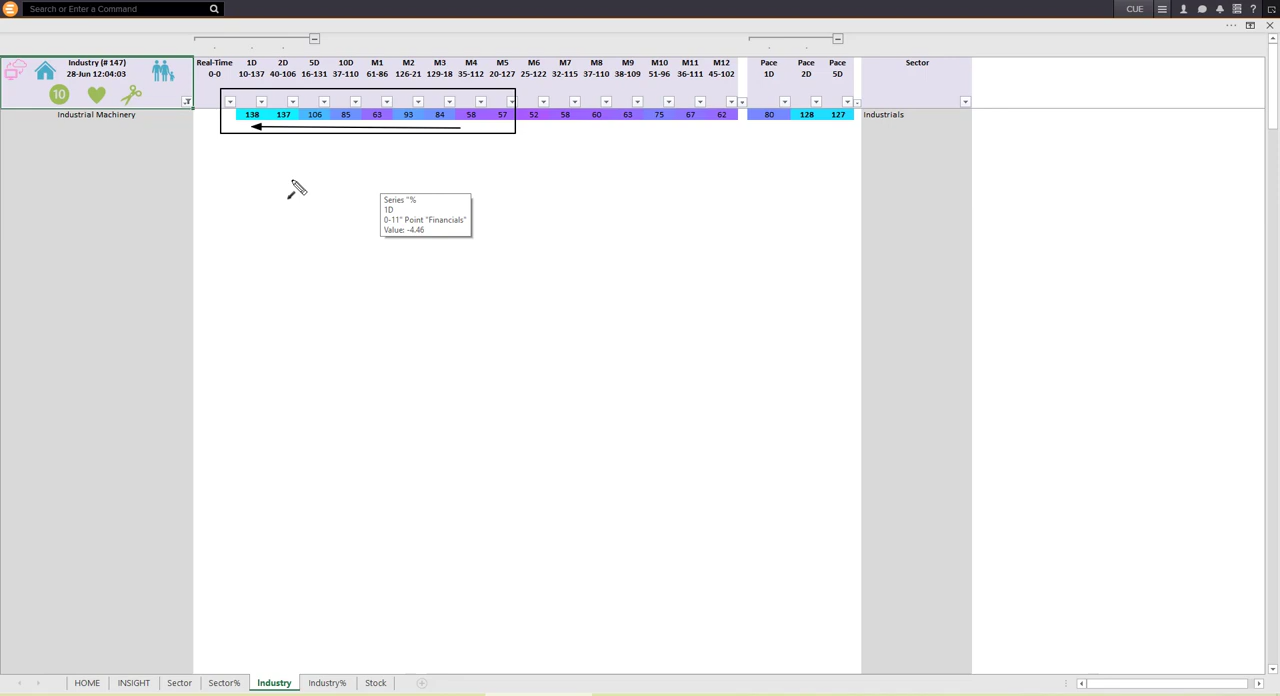 Search or Enter a Command
CUE
?
Industry (# 147)
28-Jun 12:04:03
10
Real-Time 1D 2D 5D 10D M1 M2 M3 M4 M5 M6 M7 M8 M9 M10 M11 M12 Pace Pace Pace Sector
0-0 10-137 40-106 16-131 37-110 61-86 126-21 129-18 35-112 20-127 25-122 32-115 37-110 38-109 51-96 36-111 45-102 1D 2D 5D
Industrial Machinery 138 137 106 85 63 93 84 58 57 52 58 60 63 75 67 62 80 128 127 Industrials
Series "%
1D
0-11" Point "Financials"
Value: -4.46
HOME INSIGHT Sector Sector% Industry Industry% Stock